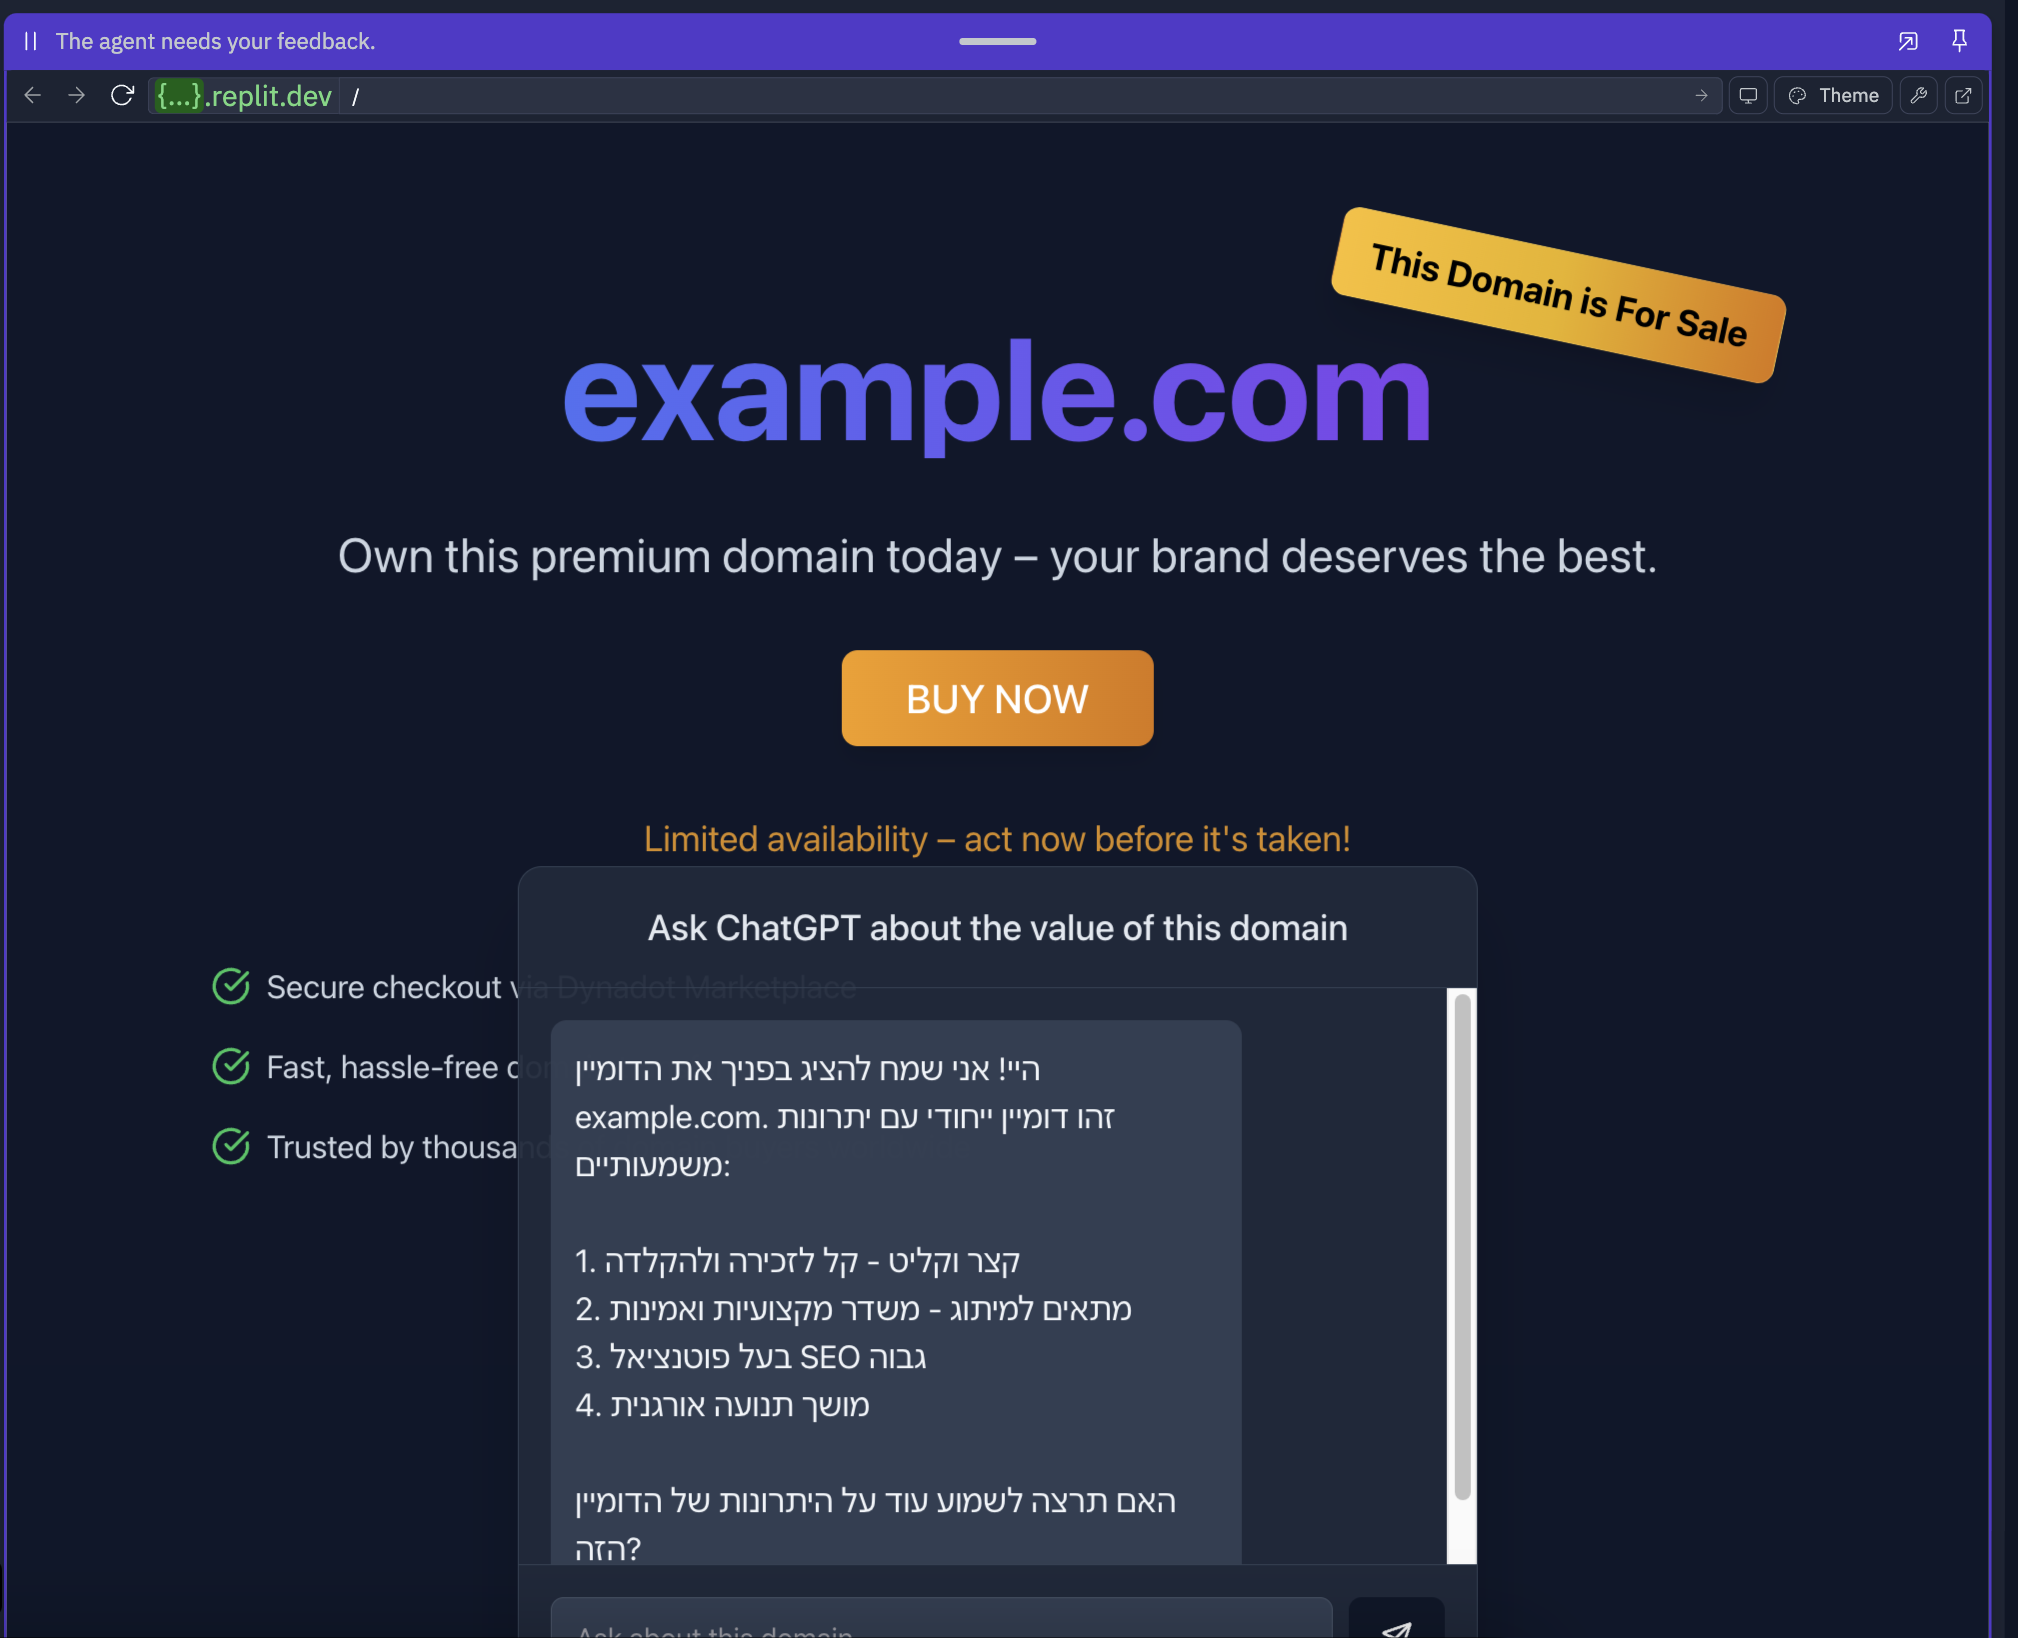 The agent needs your feedback.
{...}.replit.dev /
Theme
This Domain is For Sale
example.com
Own this premium domain today – your brand deserves the best.
BUY NOW
Limited availability – act now before it's taken!
Ask ChatGPT about the value of this domain
Secure checkout via Dynadot Marketplace
Fast, hassle-free
Trusted by
היי! אני שמח להציג בפניך את הדומיין
example.com. זהו דומיין ייחודי עם יתרונות
משמעותיים:
1. קצר וקליט - קל לזכירה ולהקלדה
2. מתאים למיתוג - משדר מקצועיות ואמינות
3. בעל פוטנציאל SEO גבוה
4. מושך תנועה אורגנית
האם תרצה לשמוע עוד על היתרונות של הדומיין
הזה?
Ask about this domain